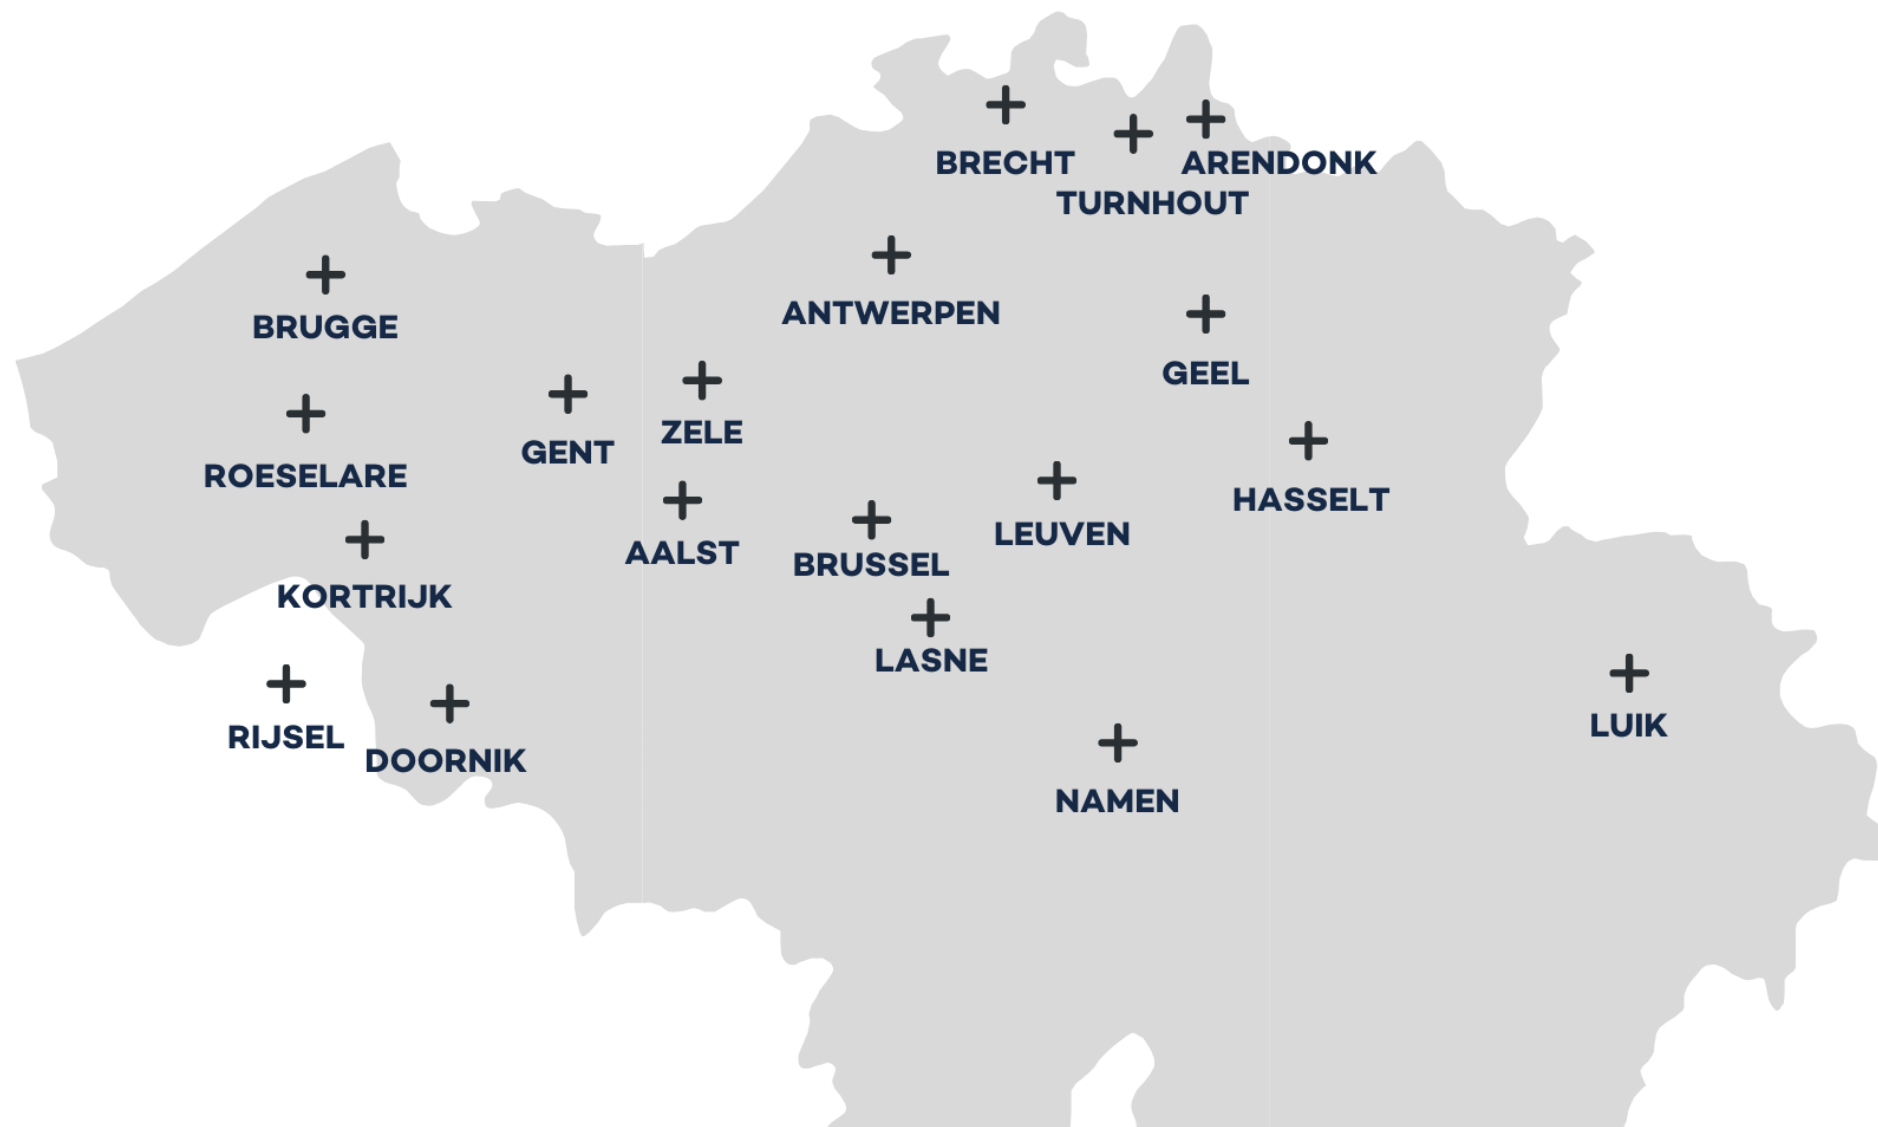 BRECHT
ARENDONK
TURNHOUT
ANTWERPEN
BRUGGE
GEEL
ZELE
GENT
ROESELARE
HASSELT
LEUVEN
AALST
BRUSSEL
KORTRIJK
LASNE
LUIK
RIJSEL
DOORNIK
NAMEN